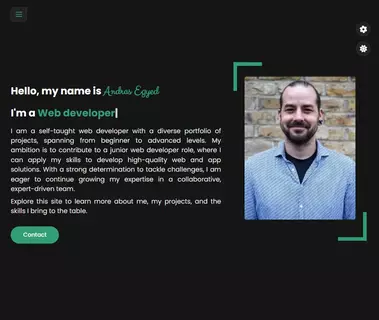 Hello, my name is Andras Egyed
I'm a Web developer|
I am a self-taught web developer with a diverse portfolio of
projects, spanning from beginner to advanced levels. My
ambition is to contribute to a junior web developer role, where I
can apply my skills to develop high-quality web and app
solutions. With a strong determination to tackle challenges, I am
eager to continue growing my expertise in a collaborative,
expert-driven team.
Explore this site to learn more about me, my projects, and the
skills I bring to the table.
Contact